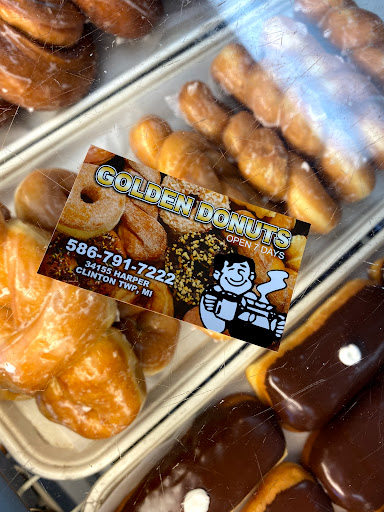 GOLDEN DONUTS
OPEN 7 DAYS
586-791-7222
34155 HARPER
CLINTON TWP, MI